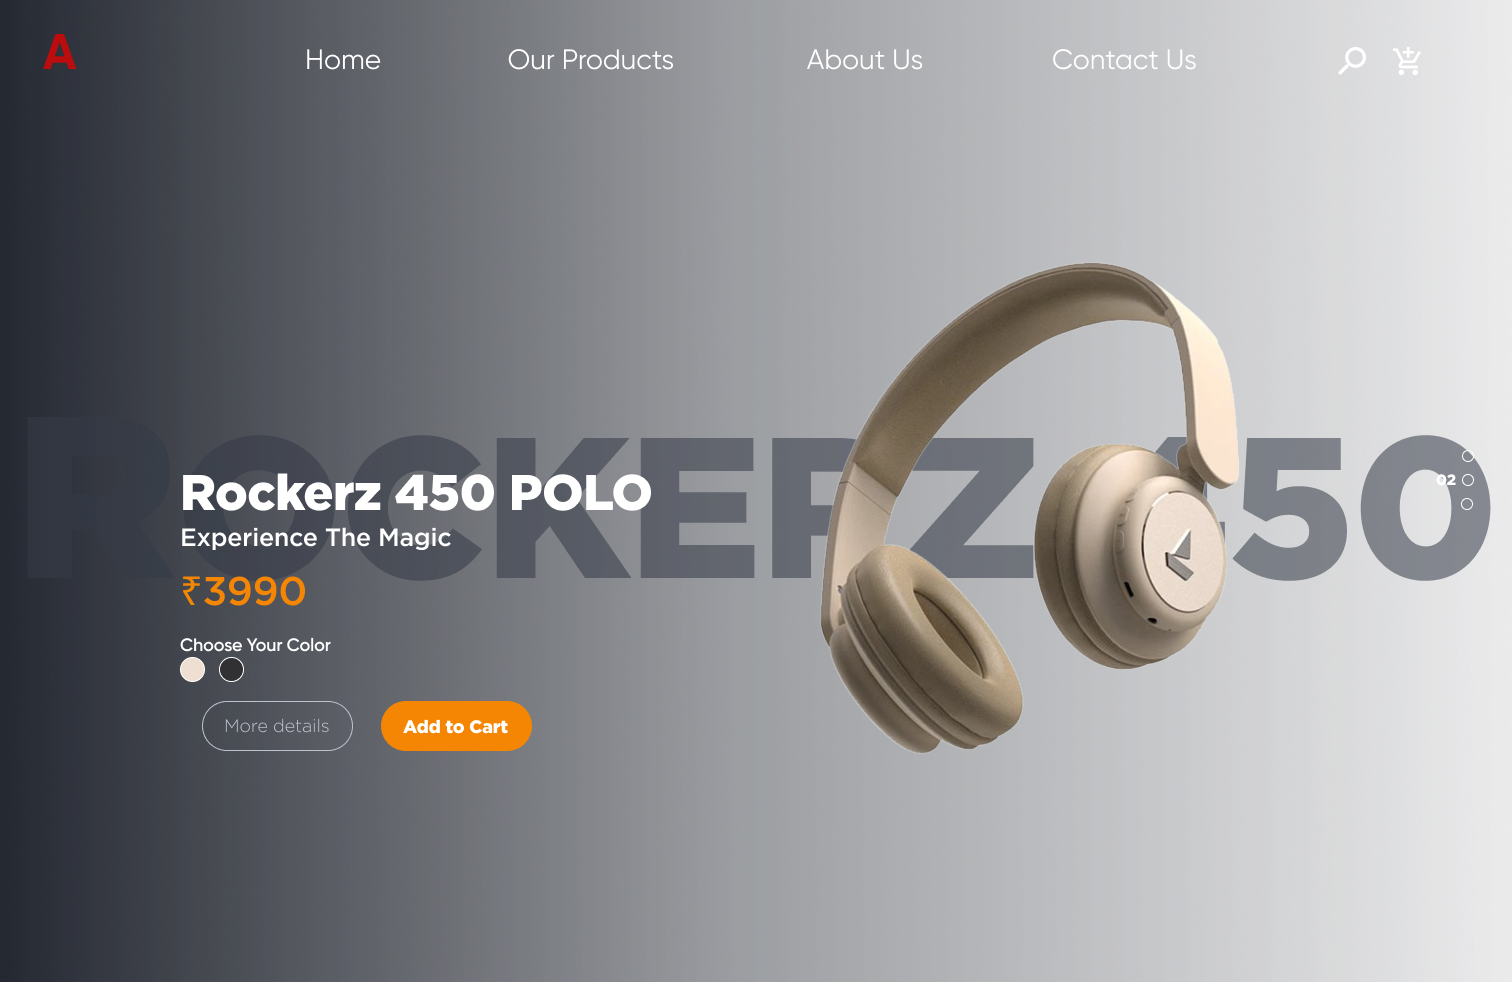 A
Home
Our Products
About Us
Contact Us
ROCKERZ 450
Rockerz 450 POLO
Experience The Magic
₹3990
Choose Your Color
More details
Add to Cart
02